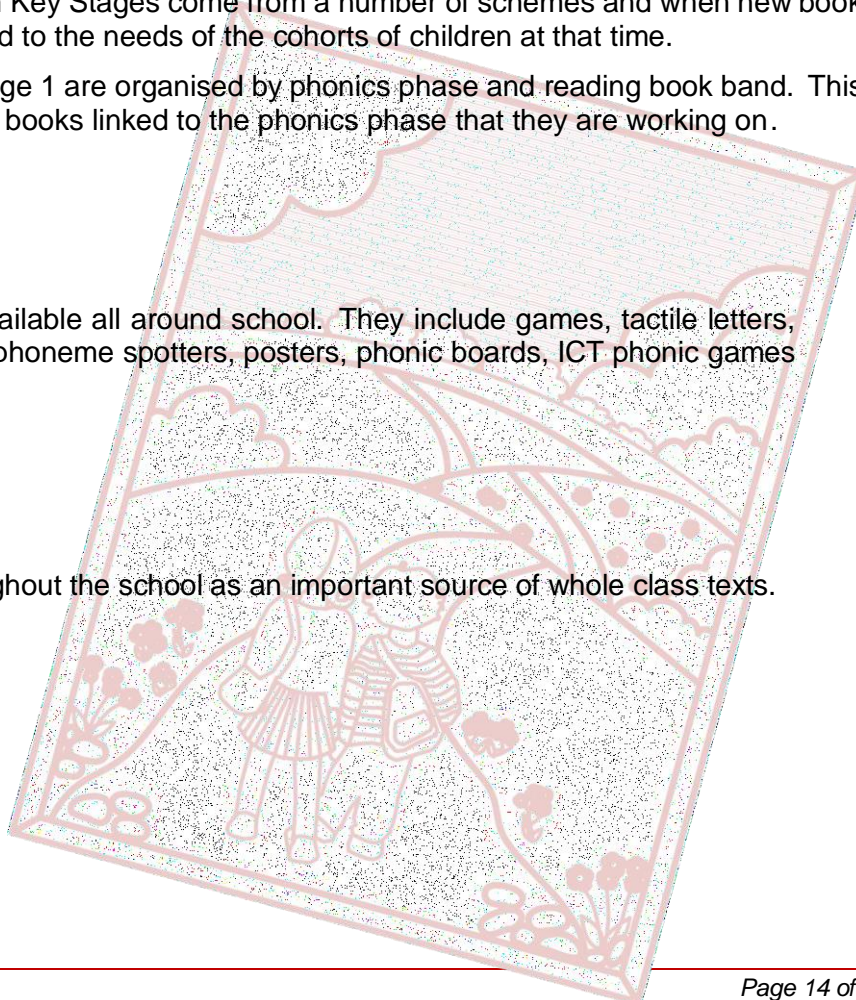 Key Stages come from a number of schemes and when new book
d to the needs of the cohorts of children at that time.
ge 1 are organised by phonics phase and reading book band. This
books linked to the phonics phase that they are working on.
ailable all around school. They include games, tactile letters,
phoneme spotters, posters, phonic boards, ICT phonic games
ghout the school as an important source of whole class texts.
Page 14 of